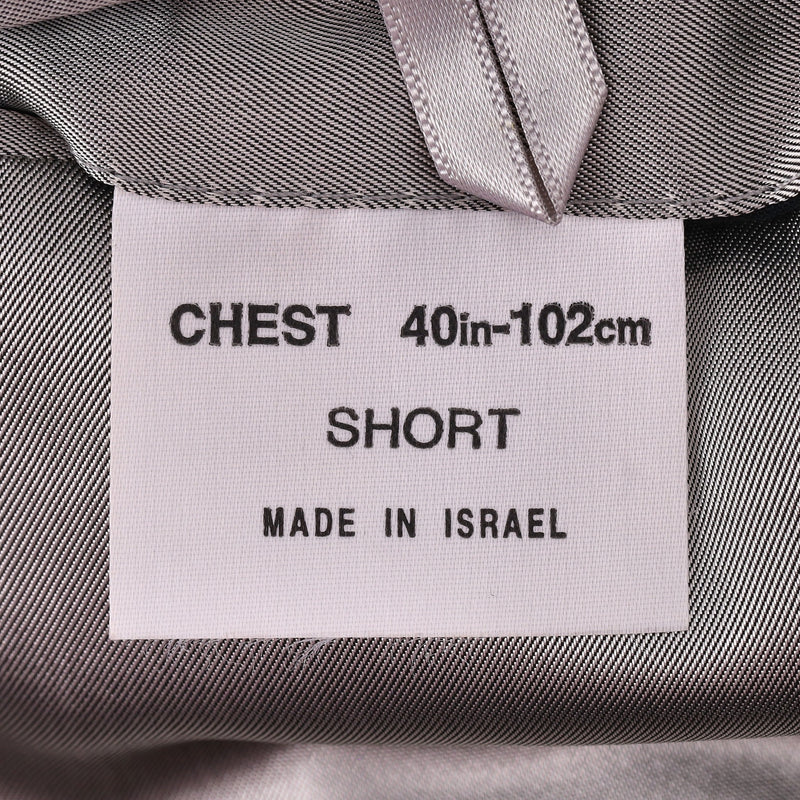 CHEST 40in-102cm
SHORT
MADE IN ISRAEL